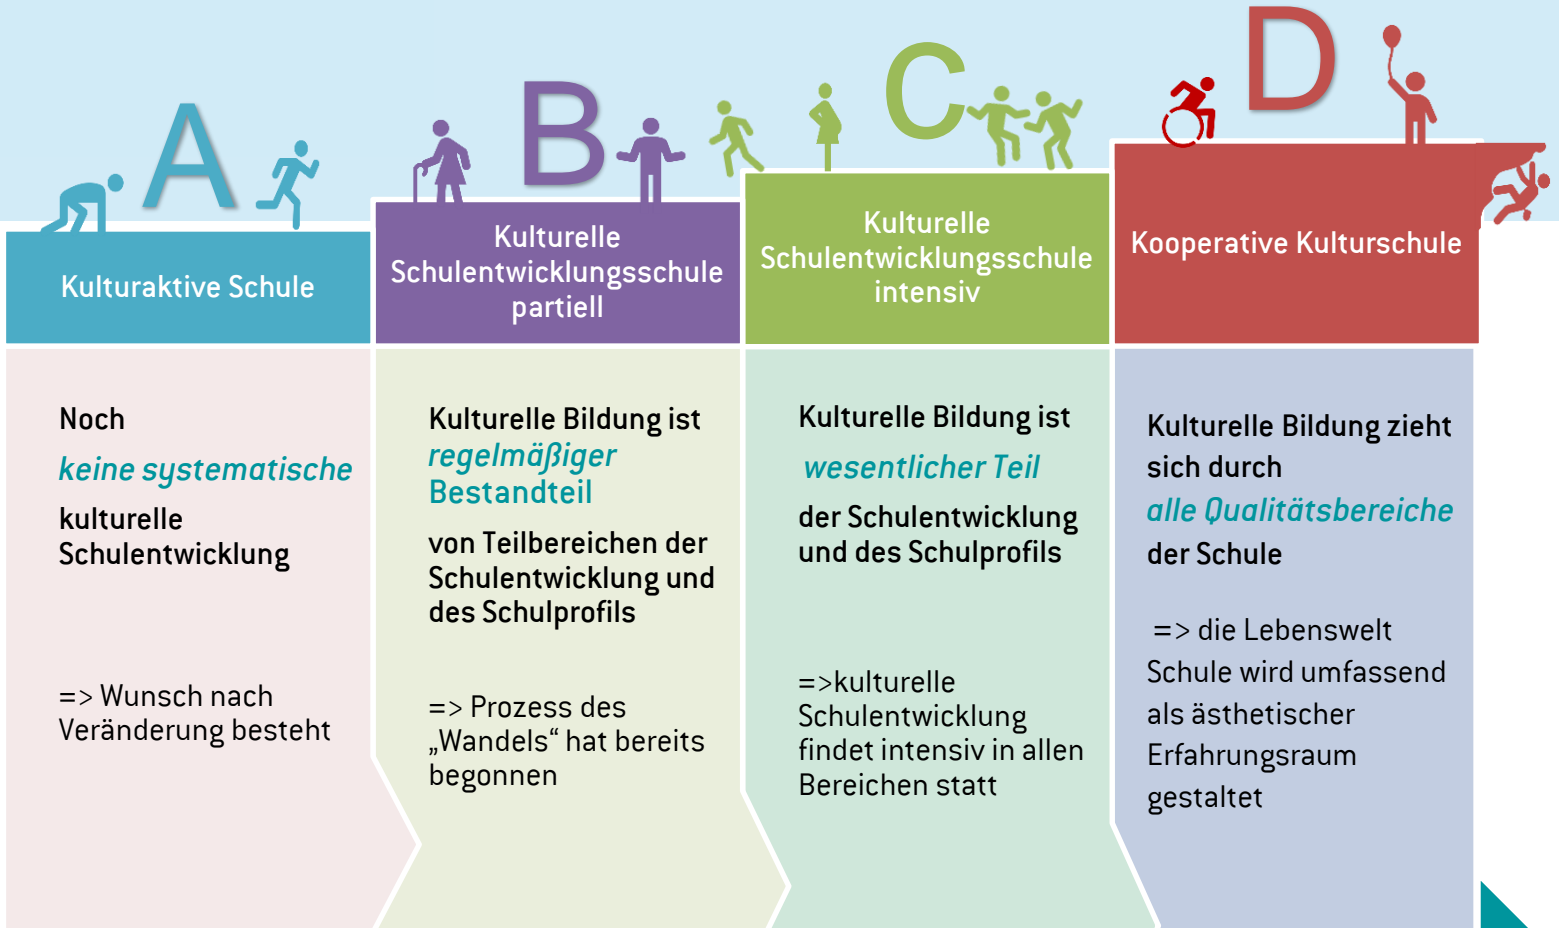 A
Kulturaktive Schule
Noch
keine systematische
kulturelle
Schulentwicklung
=> Wunsch nach
Veränderung besteht
B
Kulturelle
Schulentwicklungsschule
partiell
Kulturelle Bildung ist
regelmäßiger
Bestandteil
von Teilbereichen der
Schulentwicklung und
des Schulprofils
=> Prozess des
„Wandels“ hat bereits
begonnen
C
Kulturelle
Schulentwicklungsschule
intensiv
Kulturelle Bildung ist
wesentlicher Teil
der Schulentwicklung
und des Schulprofils
=>kulturelle
Schulentwicklung
findet intensiv in allen
Bereichen statt
D
Kooperative Kulturschule
Kulturelle Bildung zieht
sich durch
alle Qualitätsbereiche
der Schule
=> die Lebenswelt
Schule wird umfassend
als ästhetischer
Erfahrungsraum
gestaltet